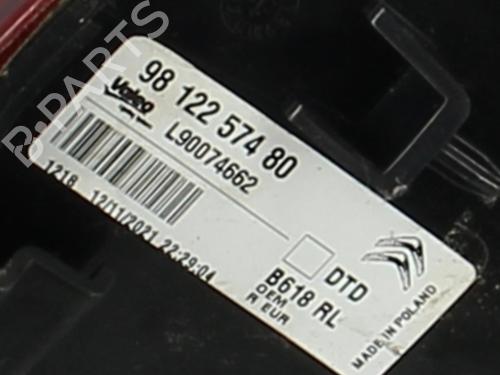 B-PARTS
98 122 574 80
Valeo
L90074662
1218 12/11/2021 22:29:04
DTD
B618 RL
OEM
R EUR
MADE IN POLAND